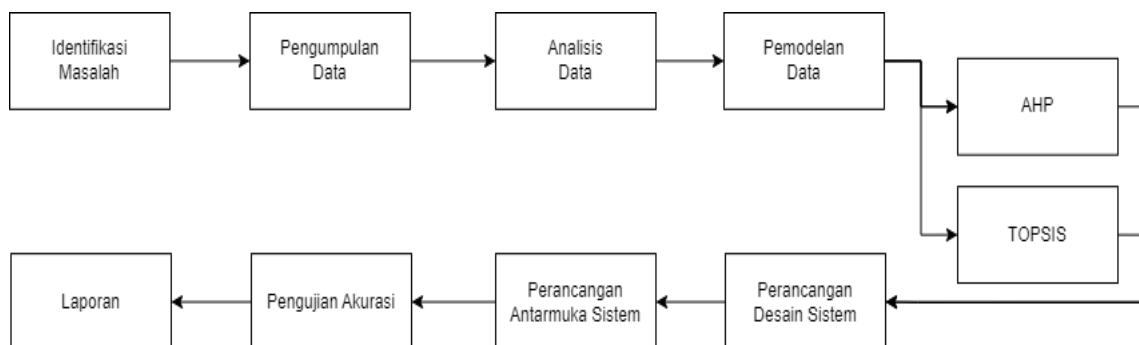 Identifikasi
Masalah
Pengumpulan
Data
Analisis
Data
Pemodelan
Data
AHP
TOPSIS
Laporan
Pengujian Akurasi
Perancangan
Antarmuka Sistem
Perancangan
Desain Sistem